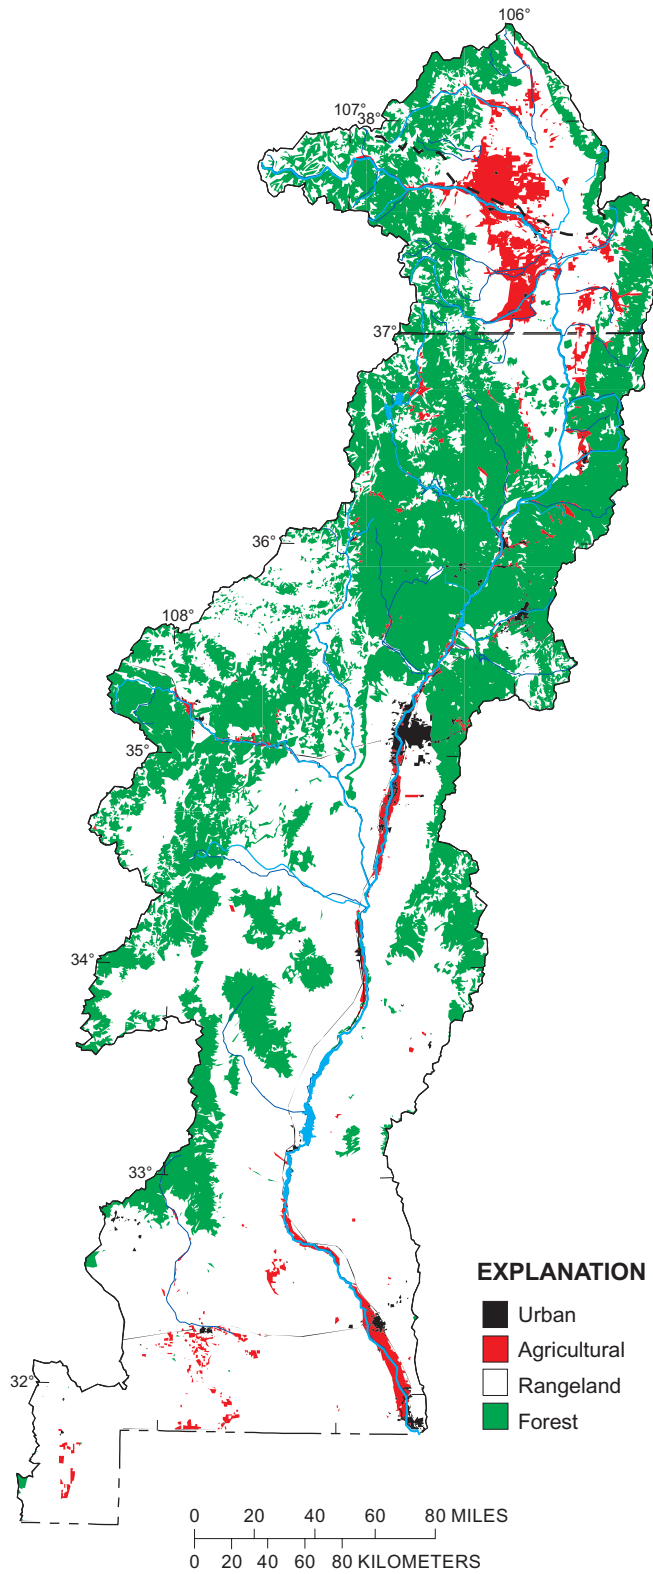 106°
107°
38°
37°
36°
108°
35°
34°
33°
32°
EXPLANATION
Urban
Agricultural
Rangeland
Forest
0 20 40 60 80 MILES
0 20 40 60 80 KILOMETERS